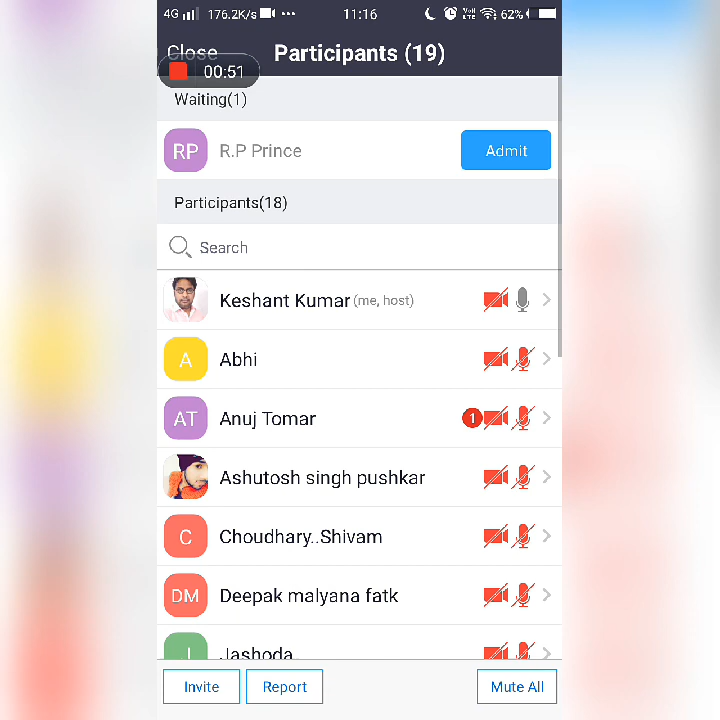 4G 176.2K/s ••• 11:16 VoLTE 62%
Close Participants (19)
00:51
Waiting(1)
RP R.P Prince Admit
Participants(18)
Search
Keshant Kumar (me, host)
A Abhi
AT Anuj Tomar 1
Ashutosh singh pushkar
C Choudhary..Shivam
DM Deepak malyana fatk
J Jashoda
Invite Report Mute All